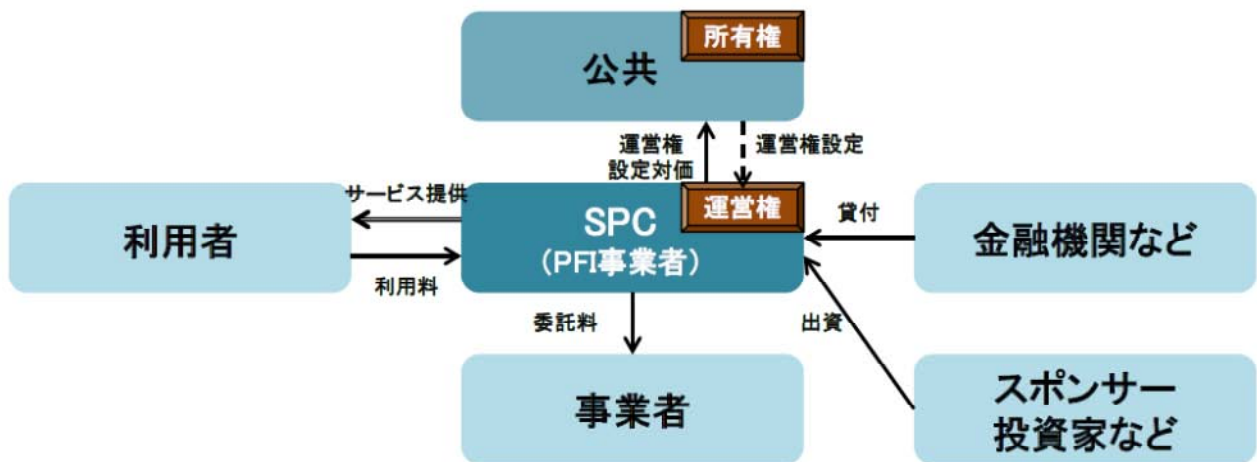 所有権
公共
運営権
設定対価
運営権設定
サービス提供
利用者
利用料
運営権
SPC
（PFI事業者）
貸付
金融機関など
委託料
出資
事業者
スポンサー
投資家など